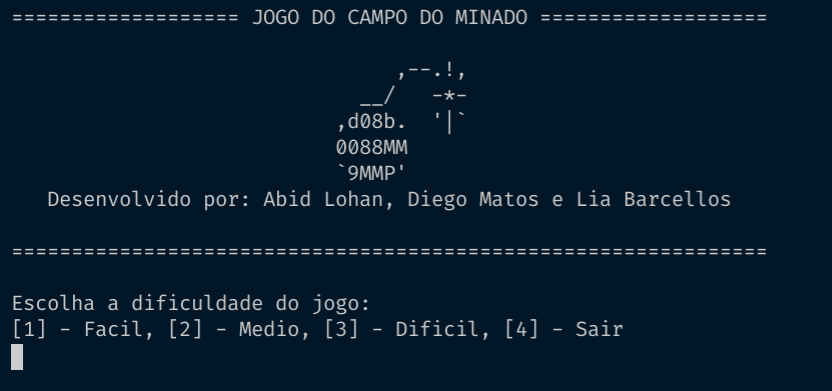 =================== JOGO DO CAMPO DO MINADO ===================
,--.!,
__/   -*-
,d08b.  '|`
0088MM
`9MMP'
Desenvolvido por: Abid Lohan, Diego Matos e Lia Barcellos
===============================================================
Escolha a dificuldade do jogo:
[1] - Facil, [2] - Medio, [3] - Dificil, [4] - Sair